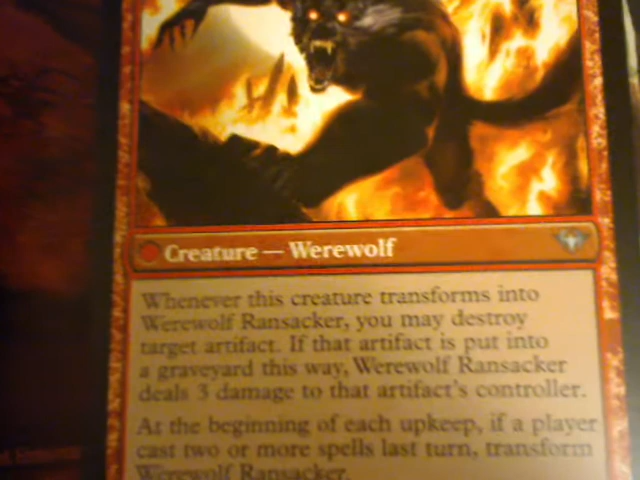 Creature — Werewolf
Whenever this creature transforms into
Werewolf Ransacker, you may destroy
target artifact. If that artifact is put into
a graveyard this way, Werewolf Ransacker
deals 3 damage to that artifact's controller.
At the beginning of each upkeep, if a player
cast two or more spells last turn, transform
Werewolf Ransacker.